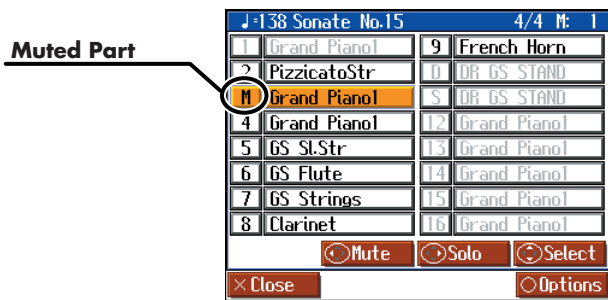 ♩=138 Sonate No.15 4/4 M: 1
Muted Part
1 Grand Piano1
2 PizzicatoStr
M Grand Piano1
4 Grand Piano1
5 GS Sl.Str
6 GS Flute
7 GS Strings
8 Clarinet
9 French Horn
D DR GS STAND
S DR GS STAND
12 Grand Piano1
13 Grand Piano1
14 Grand Piano1
15 Grand Piano1
16 Grand Piano1
Mute Solo Select
×Close Options